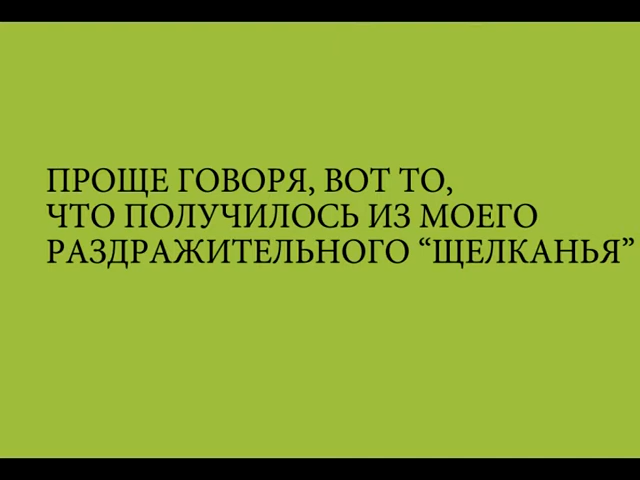 ПРОЩЕ ГОВОРЯ, ВОТ ТО,
ЧТО ПОЛУЧИЛОСЬ ИЗ МОЕГО
РАЗДРАЖИТЕЛЬНОГО “ЩЕЛКАНЬЯ”